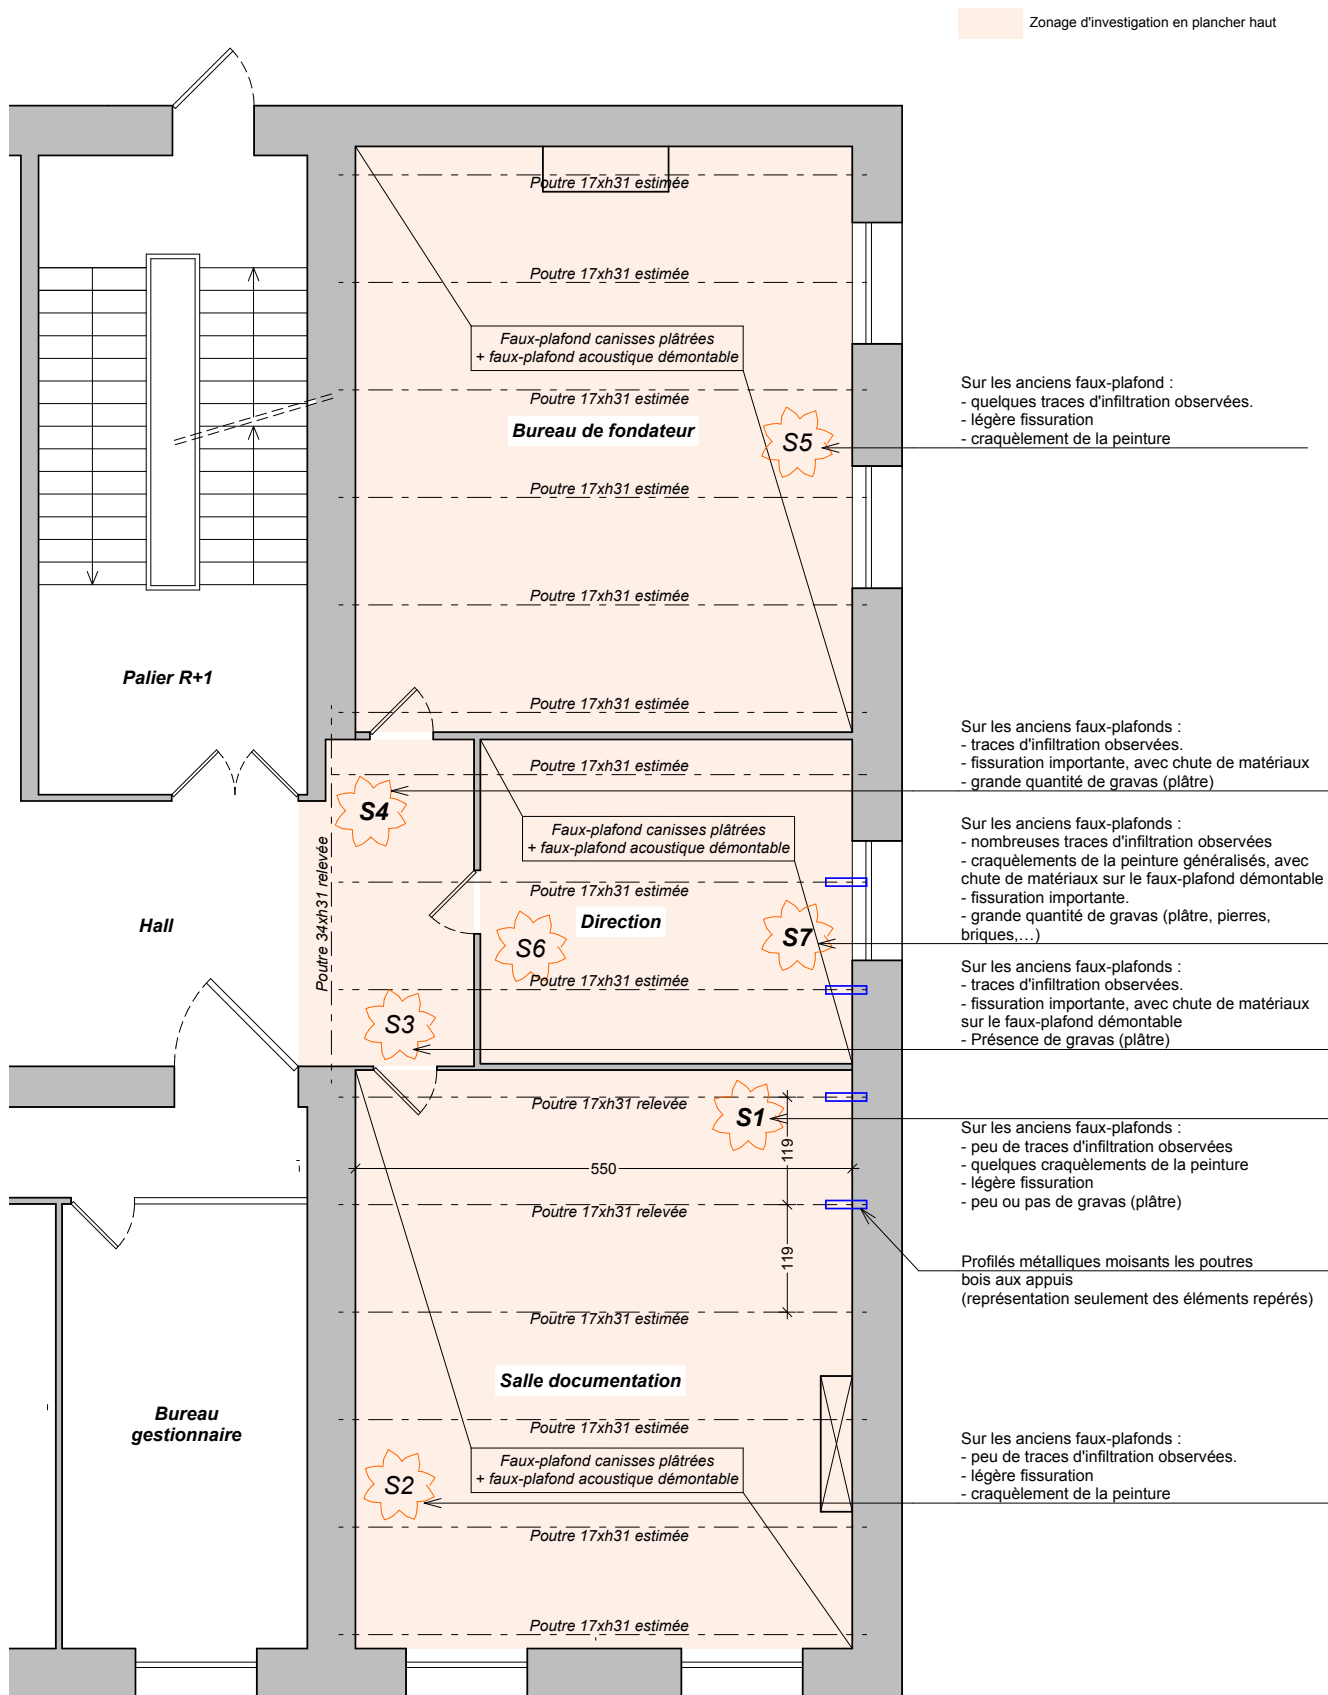 Zonage d'investigation en plancher haut
Poutre 17xh31 estimée
Poutre 17xh31 estimée
Faux-plafond canisses plâtrées
+ faux-plafond acoustique démontable
Poutre 17xh31 estimée
Bureau de fondateur
S5
Sur les anciens faux-plafond :
- quelques traces d'infiltration observées.
- légère fissuration
- craquèlement de la peinture
Poutre 17xh31 estimée
Poutre 17xh31 estimée
Palier R+1
Poutre 17xh31 estimée
Poutre 17xh31 estimée
S4
Sur les anciens faux-plafonds :
- traces d'infiltration observées.
- fissuration importante, avec chute de matériaux
- grande quantité de gravas (plâtre)
Faux-plafond canisses plâtrées
+ faux-plafond acoustique démontable
Poutre 17xh31 estimée
Hall
Poutre 34xh31 relevée
Direction
S6
S7
Sur les anciens faux-plafonds :
- nombreuses traces d'infiltration observées
- craquèlements de la peinture généralisés, avec
chute de matériaux sur le faux-plafond démontable
- fissuration importante.
- grande quantité de gravas (plâtre, pierres,
briques,…)
Poutre 17xh31 estimée
S3
Sur les anciens faux-plafonds :
- traces d'infiltration observées.
- fissuration importante, avec chute de matériaux
sur le faux-plafond démontable
- Présence de gravas (plâtre)
Poutre 17xh31 relevée
S1
119
550
Sur les anciens faux-plafonds :
- peu de traces d'infiltration observées
- quelques craquèlements de la peinture
- légère fissuration
- peu ou pas de gravas (plâtre)
Poutre 17xh31 relevée
119
Profilés métalliques moisants les poutres
bois aux appuis
(représentation seulement des éléments repérés)
Poutre 17xh31 estimée
Salle documentation
Bureau
gestionnaire
Poutre 17xh31 estimée
Faux-plafond canisses plâtrées
+ faux-plafond acoustique démontable
S2
Sur les anciens faux-plafonds :
- peu de traces d'infiltration observées.
- légère fissuration
- craquèlement de la peinture
Poutre 17xh31 estimée
Poutre 17xh31 estimée